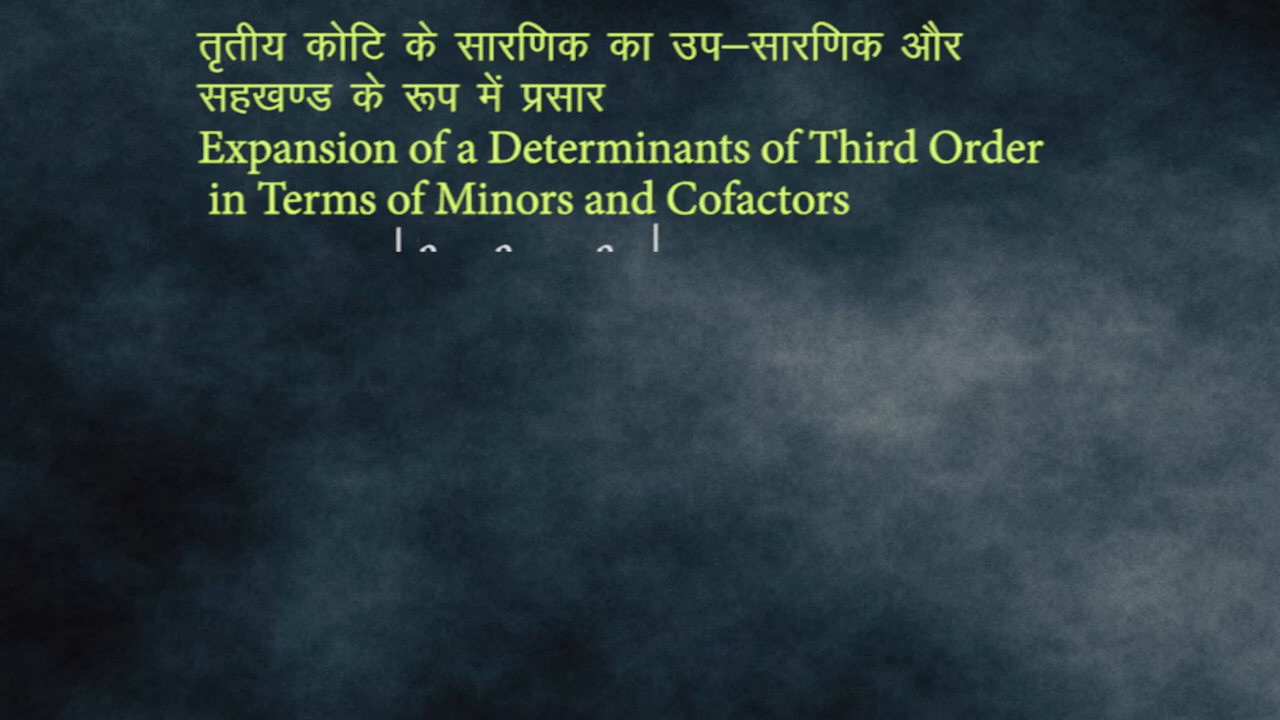 तृतीय कोटि के सारणिक का उप–सारणिक और
सहखण्ड के रूप में प्रसार
Expansion of a Determinants of Third Order
in Terms of Minors and Cofactors